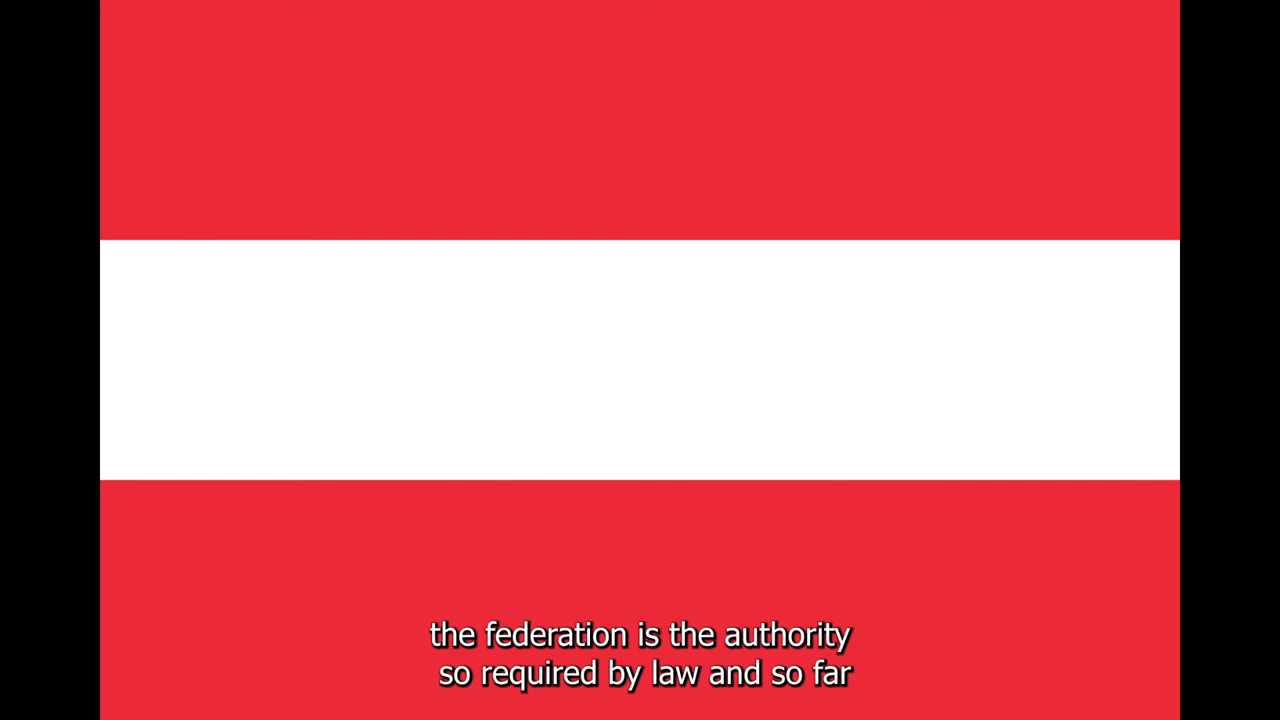 the federation is the authority
so required by law and so far